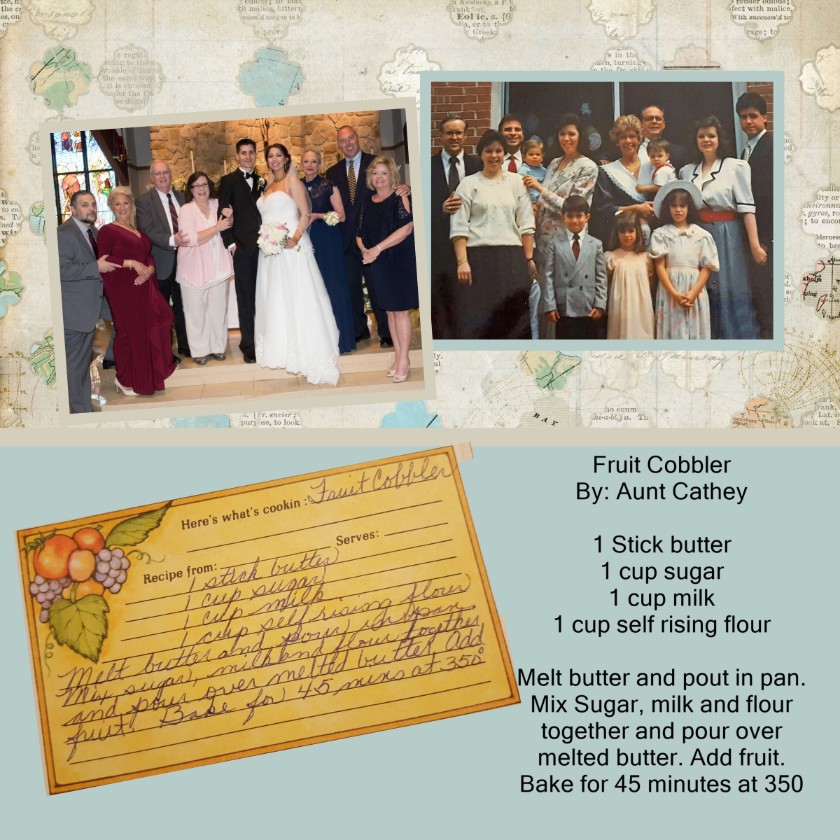 Here's what's cookin : Fruit Cobbler
Serves:
Recipe from:
1 stick butter
1 cup sugar
1 cup milk
1 cup self rising flour
Melt butter and pour in pan.
Mix sugar, milk and flour together
and pour over melted butter. Add
fruit. Bake for 45 mins at 350°
Fruit Cobbler
By: Aunt Cathey
1 Stick butter
1 cup sugar
1 cup milk
1 cup self rising flour
Melt butter and pout in pan.
Mix Sugar, milk and flour
together and pour over
melted butter. Add fruit.
Bake for 45 minutes at 350